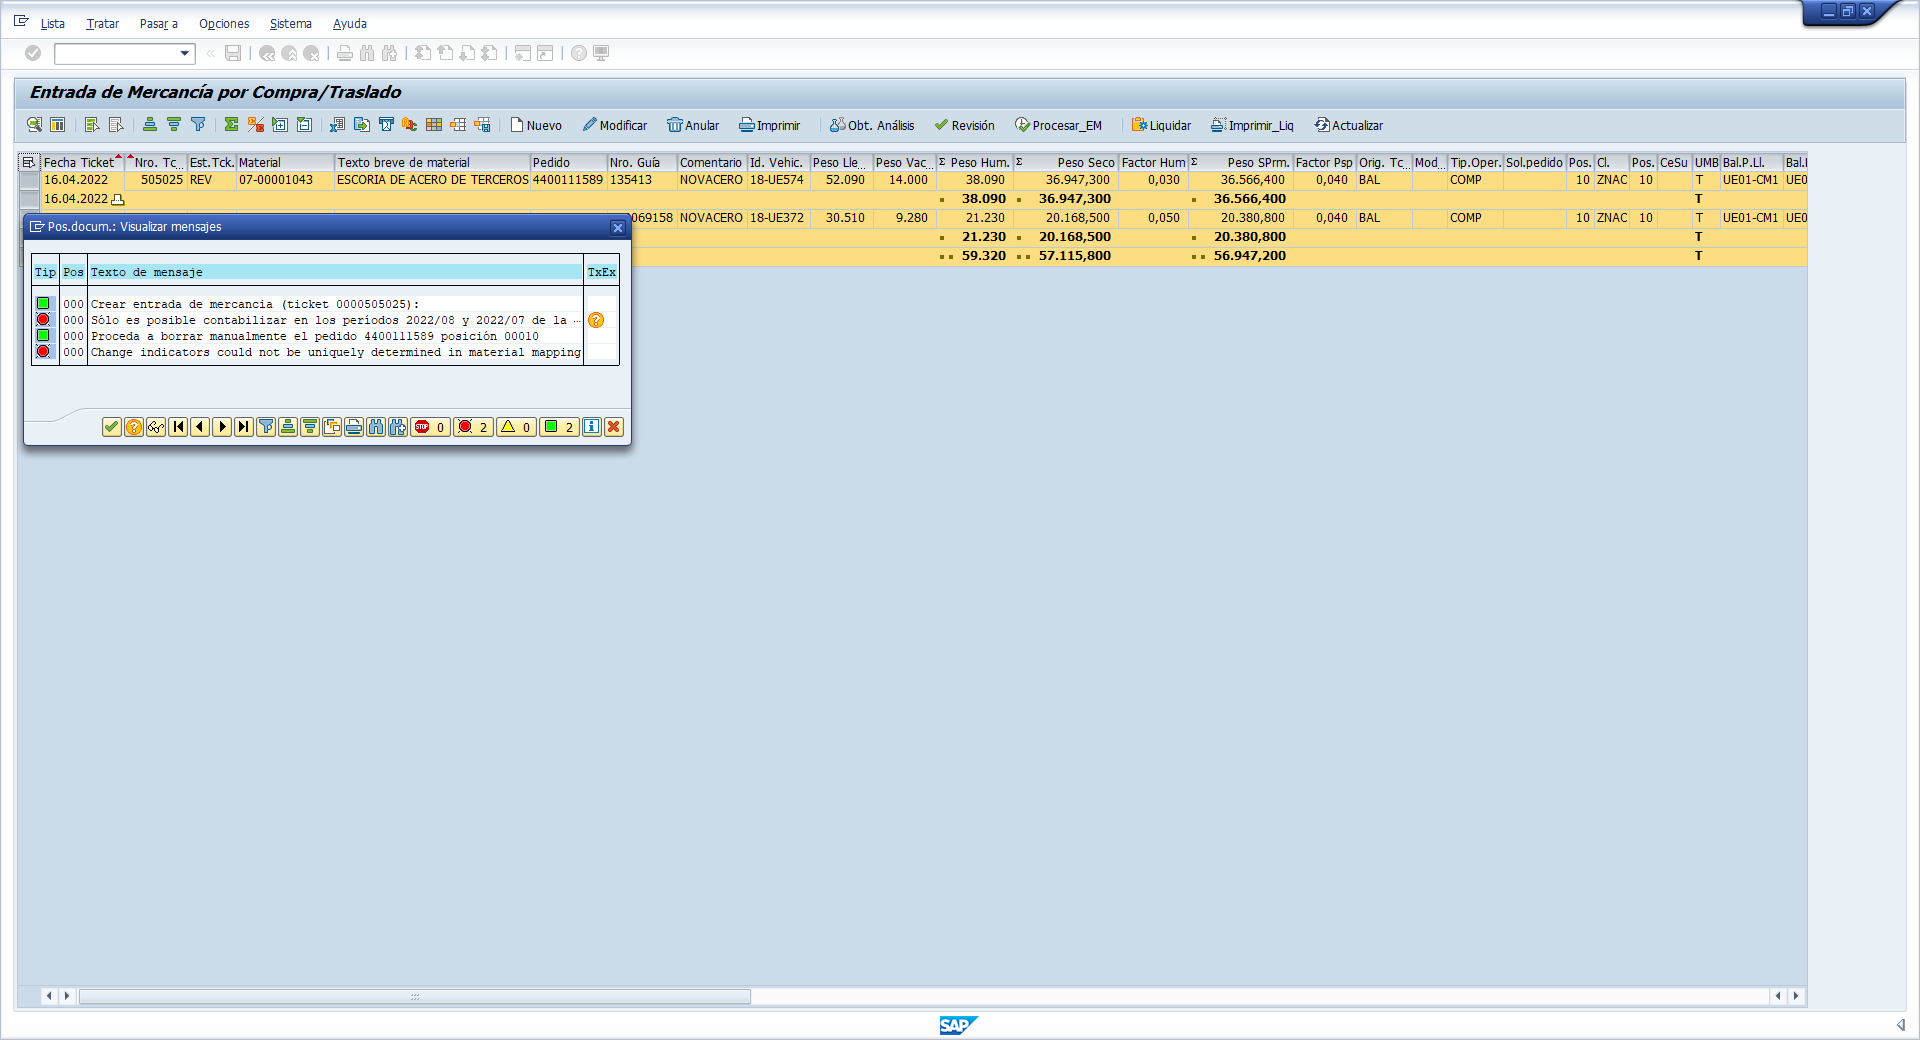 Lista Tratar Pasar a Opciones Sistema Ayuda
Entrada de Mercancía por Compra/Traslado
Nuevo Modificar Anular Imprimir Obt. Análisis Revisión Procesar_EM Liquidar Imprimir_Liq Actualizar
Fecha Ticket Nro. Tc... Est.Tck. Material Texto breve de material Pedido Nro. Guía Comentario Id. Vehic. Peso Lle... Peso Vac... Σ Peso Hum. Σ Peso Seco Factor Hum Σ Peso SPrm. Factor Psp Orig. Tc... Mod... Tip.Oper. Sol.pedido Pos. Cl. Pos. CeSu UMB Bal.P.Ll.
16.04.2022 505025 REV 07-00001043 ESCORIA DE ACERO DE TERCEROS 4400111589 135413 NOVACERO 18-UE574 52.090 14.000 38.090 36.947,300 0,030 36.566,400 0,040 BAL COMP 10 ZNAC 10 T UE01-CM1 UE0
16.04.2022 38.090 36.947,300 36.566,400 T
069158 NOVACERO 18-UE372 30.510 9.280 21.230 20.168,500 0,050 20.380,800 0,040 BAL COMP 10 ZNAC 10 T UE01-CM1 UE0
21.230 20.168,500 20.380,800 T
59.320 57.115,800 56.947,200 T
Pos.docum.: Visualizar mensajes
Tip Pos Texto de mensaje TxEx
000 Crear entrada de mercancia (ticket 0000505025):
000 Sólo es posible contabilizar en los períodos 2022/08 y 2022/07 de la ...
000 Proceda a borrar manualmente el pedido 4400111589 posición 00010
000 Change indicators could not be uniquely determined in material mapping
STOP 0 2 0 2
SAP